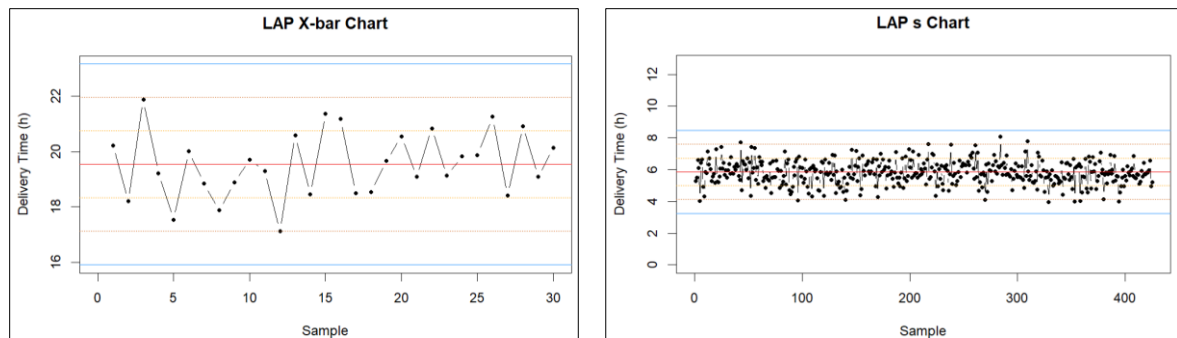 LAP X-bar Chart
Delivery Time (h)
22
20
18
16
0 5 10 15 20 25 30
Sample
LAP s Chart
Delivery Time (h)
12
10
8
6
4
2
0
0 100 200 300 400
Sample